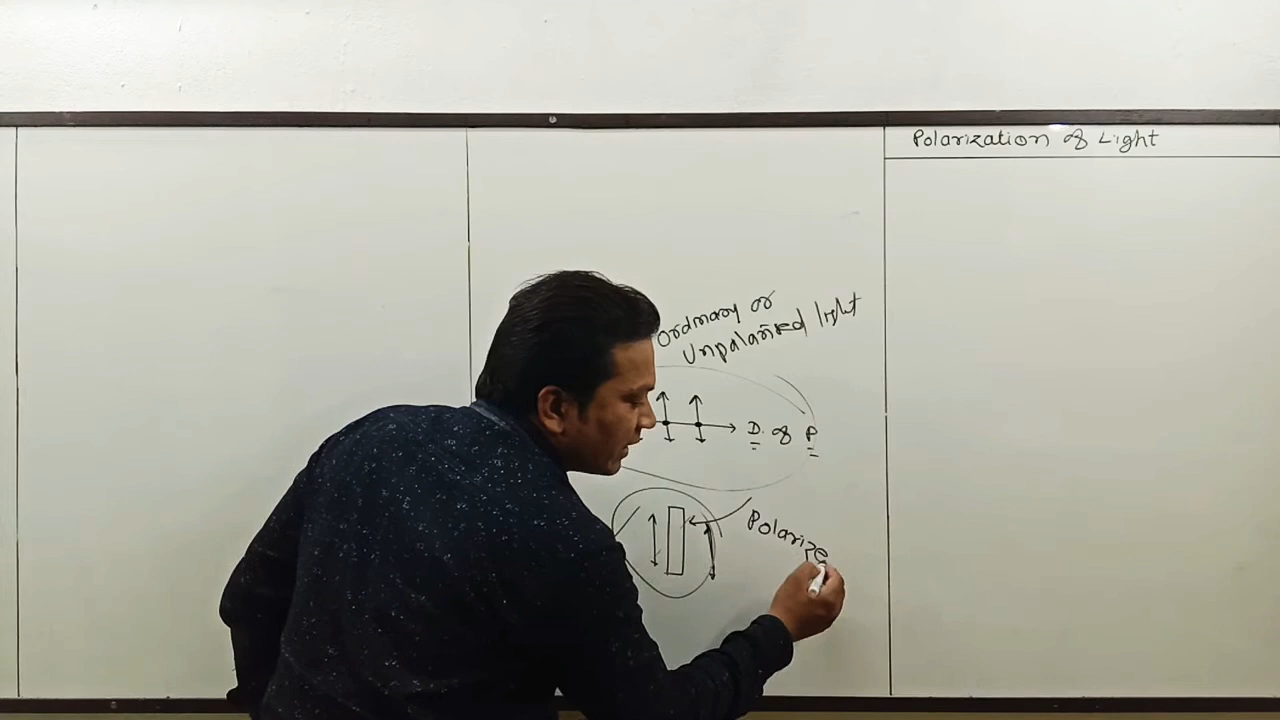 Polarization of Light
Ordinary or
Unpolarized light
D. of P
Polarize